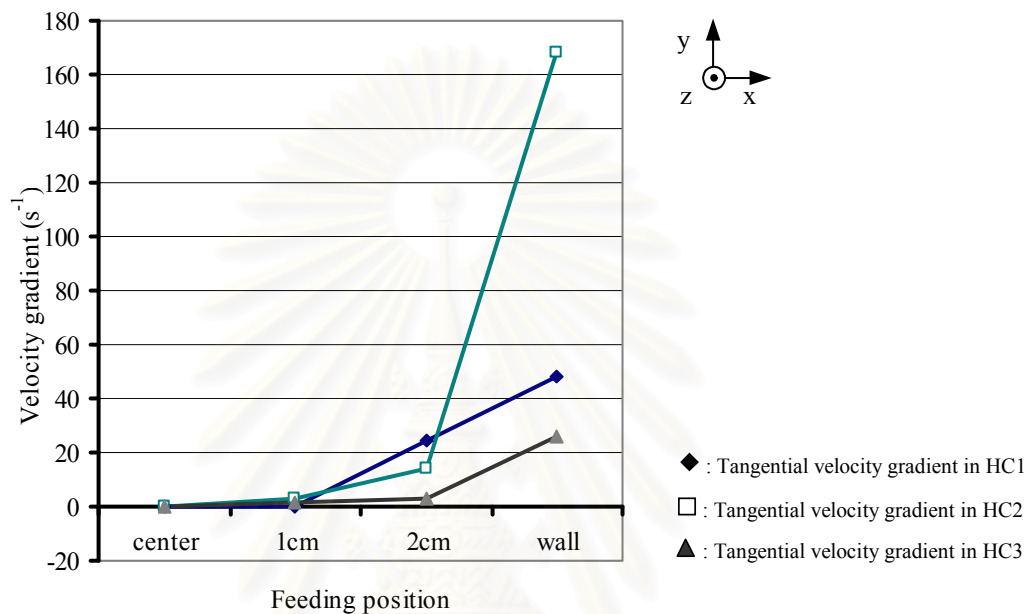 180
160
140
120
100
80
60
40
20
0
-20
Velocity gradient (s-1)
center 1cm 2cm wall
Feeding position
y
z x
: Tangential velocity gradient in HC1
: Tangential velocity gradient in HC2
: Tangential velocity gradient in HC3